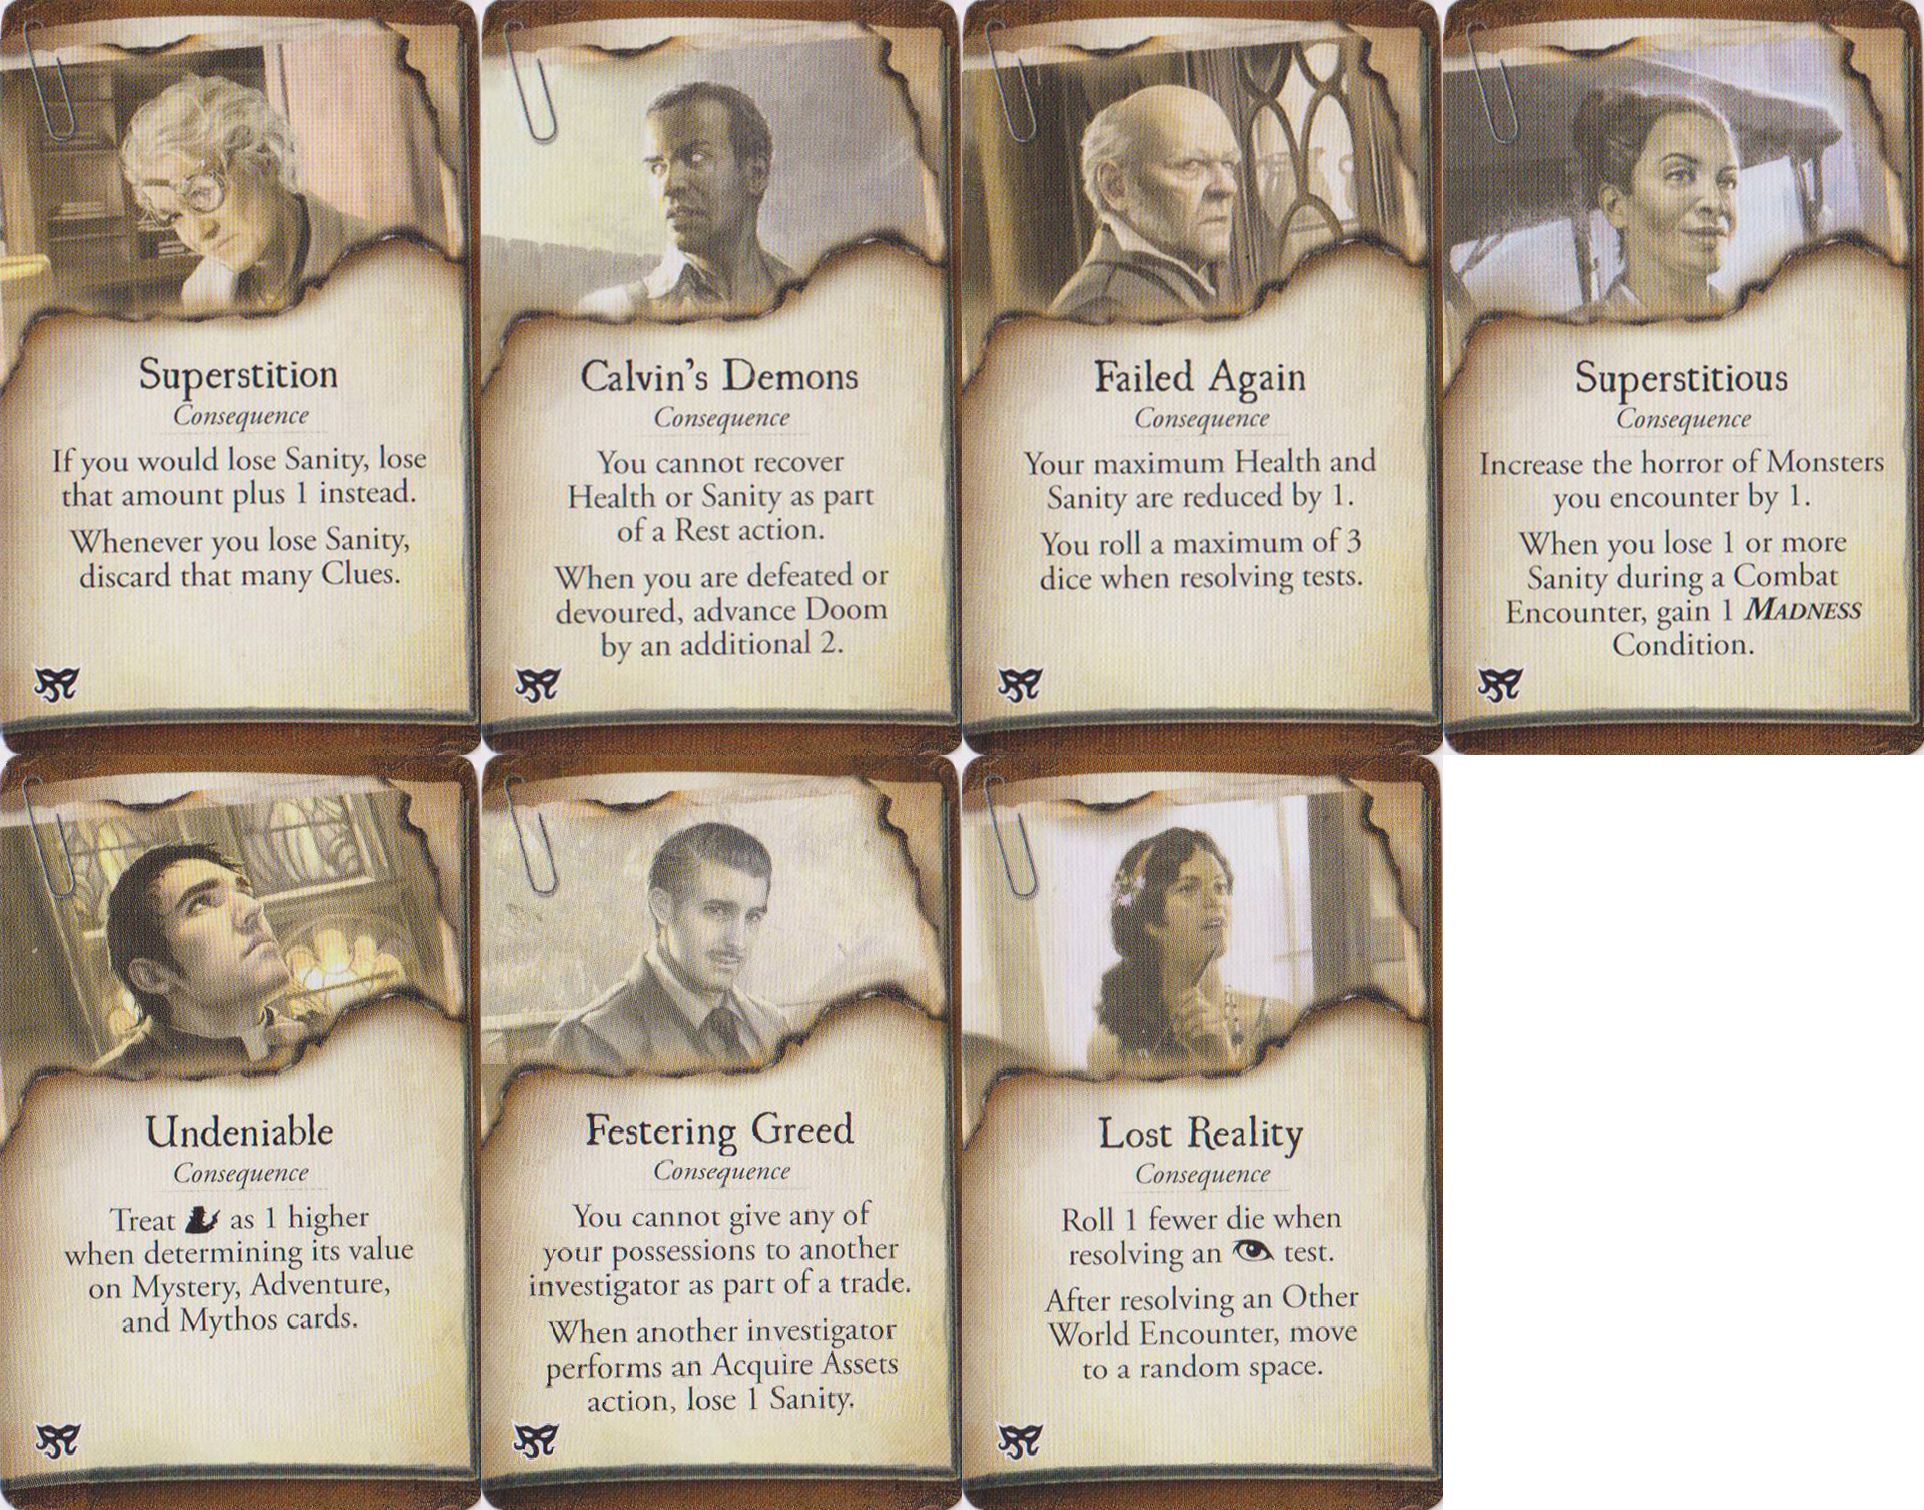 Superstition
Consequence
If you would lose Sanity, lose
that amount plus 1 instead.
Whenever you lose Sanity,
discard that many Clues.
Calvin's Demons
Consequence
You cannot recover
Health or Sanity as part
of a Rest action.
When you are defeated or
devoured, advance Doom
by an additional 2.
Failed Again
Consequence
Your maximum Health and
Sanity are reduced by 1.
You roll a maximum of 3
dice when resolving tests.
Superstitious
Consequence
Increase the horror of Monsters
you encounter by 1.
When you lose 1 or more
Sanity during a Combat
Encounter, gain 1 MADNESS
Condition.
Undeniable
Consequence
Treat as 1 higher
when determining its value
on Mystery, Adventure,
and Mythos cards.
Festering Greed
Consequence
You cannot give any of
your possessions to another
investigator as part of a trade.
When another investigator
performs an Acquire Assets
action, lose 1 Sanity.
Lost Reality
Consequence
Roll 1 fewer die when
resolving an test.
After resolving an Other
World Encounter, move
to a random space.